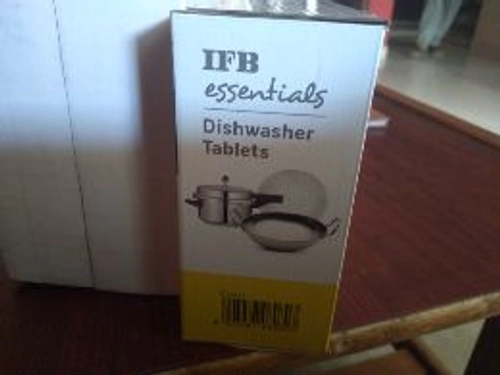 IFB
essentials
Dishwasher
Tablets